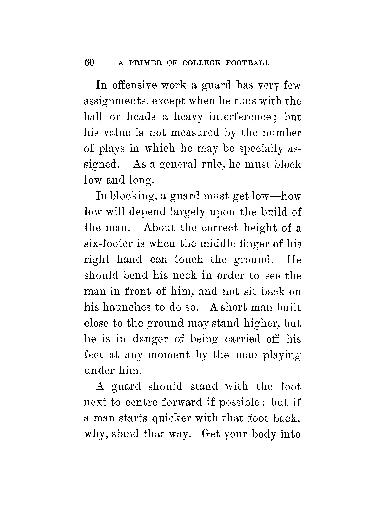 60 A PRIMER OF COLLEGE FOOTBALL
In offensive work a guard has very few
assignments, except when he runs with the
ball or heads a heavy interference; but
his value is not measured by the number
of plays in which he may be specially as-
signed. As a general rule, he must block
low and long.
In blocking, a guard must get low—how
low will depend largely upon the build of
the man. About the correct height of a
six-footer is when the middle finger of his
right hand can touch the ground. He
should bend his neck in order to see the
man in front of him, and not sit back on
his haunches to do so. A short man built
close to the ground may stand higher, but
he is in danger of being carried off his
feet at any moment by the man playing
under him.
A guard should stand with the foot
next to centre forward if possible; but if
a man starts quicker with that foot back,
why, stand that way. Get your body into